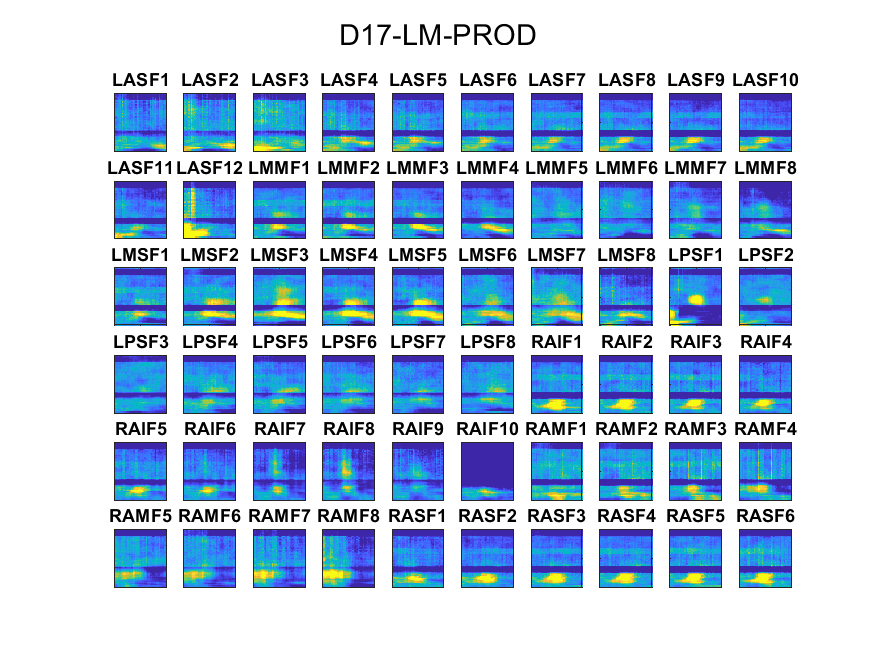 D17-LM-PROD
LASF1 LASF2 LASF3 LASF4 LASF5 LASF6 LASF7 LASF8 LASF9 LASF10
LASF11 LASF12 LMMF1 LMMF2 LMMF3 LMMF4 LMMF5 LMMF6 LMMF7 LMMF8
LMSF1 LMSF2 LMSF3 LMSF4 LMSF5 LMSF6 LMSF7 LMSF8 LPSF1 LPSF2
LPSF3 LPSF4 LPSF5 LPSF6 LPSF7 LPSF8 RAIF1 RAIF2 RAIF3 RAIF4
RAIF5 RAIF6 RAIF7 RAIF8 RAIF9 RAIF10 RAMF1 RAMF2 RAMF3 RAMF4
RAMF5 RAMF6 RAMF7 RAMF8 RASF1 RASF2 RASF3 RASF4 RASF5 RASF6